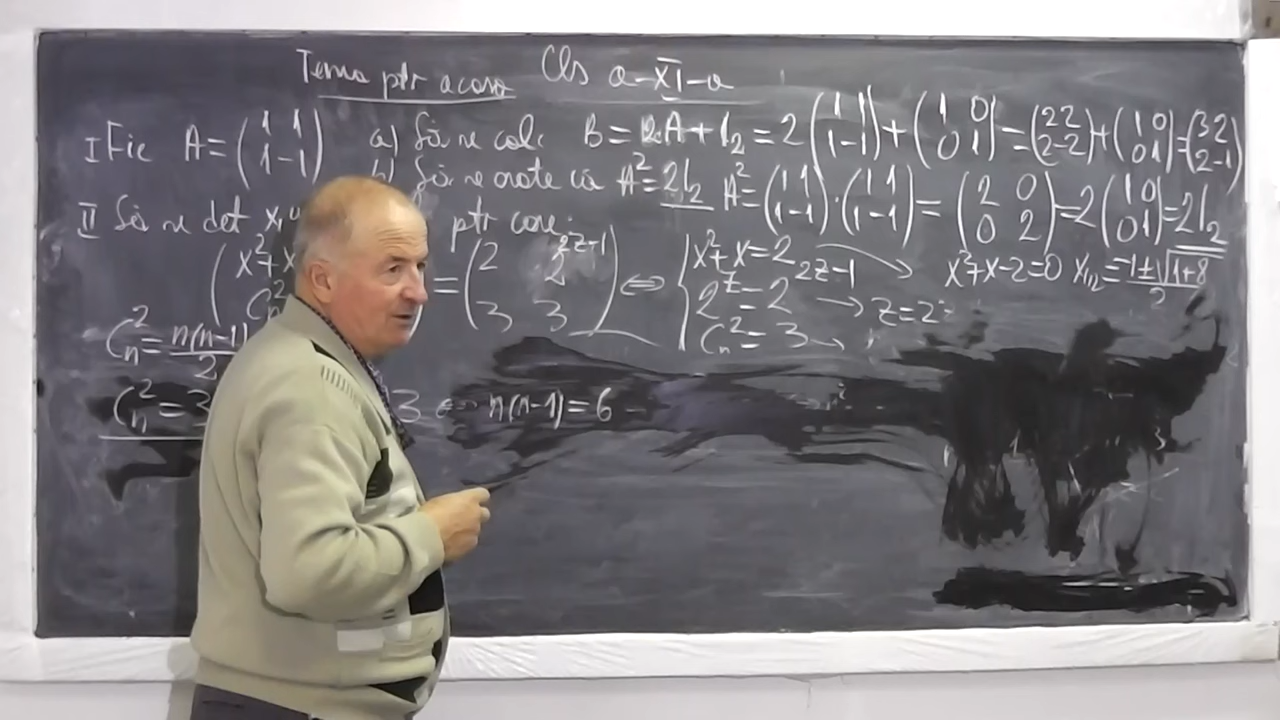 Tema ptr acasa Cls a-XI-a
I Fie A = (1 1 / 1 -1) a) Să se calc B = 2·A + I₂ = 2 (1 1 / 1 -1) + (1 0 / 0 1) = (2 2 / 2 -2) + (1 0 / 0 1) = (3 2 / 2 -1)
b) Să se arate că A² = 2I₂ A² = (1 1 / 1 -1) · (1 1 / 1 -1) = (2 0 / 0 2) = 2 (1 0 / 0 1) = 2I₂
II Să se det x, ptr care:
(x²+x / Cn²) = (2 2^(2z-1) / 3 3) ⇔ { x²+x = 2 → x²+x-2=0 x₁,₂ = (-1±√(1+8))/2
2^z = 2^(2z-1) → z = 2
Cn² = 3 →
Cn² = n(n-1)/2
Cn² = 3 3 ⇔ n(n-1) = 6